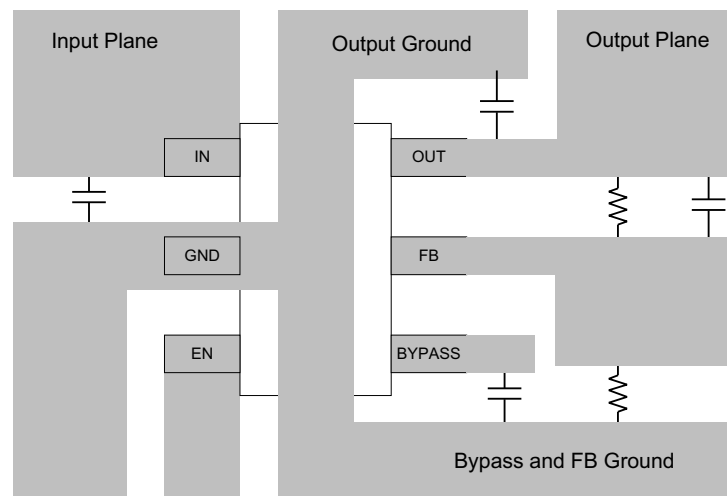 Input Plane
Output Ground
Output Plane
IN
OUT
GND
FB
EN
BYPASS
Bypass and FB Ground